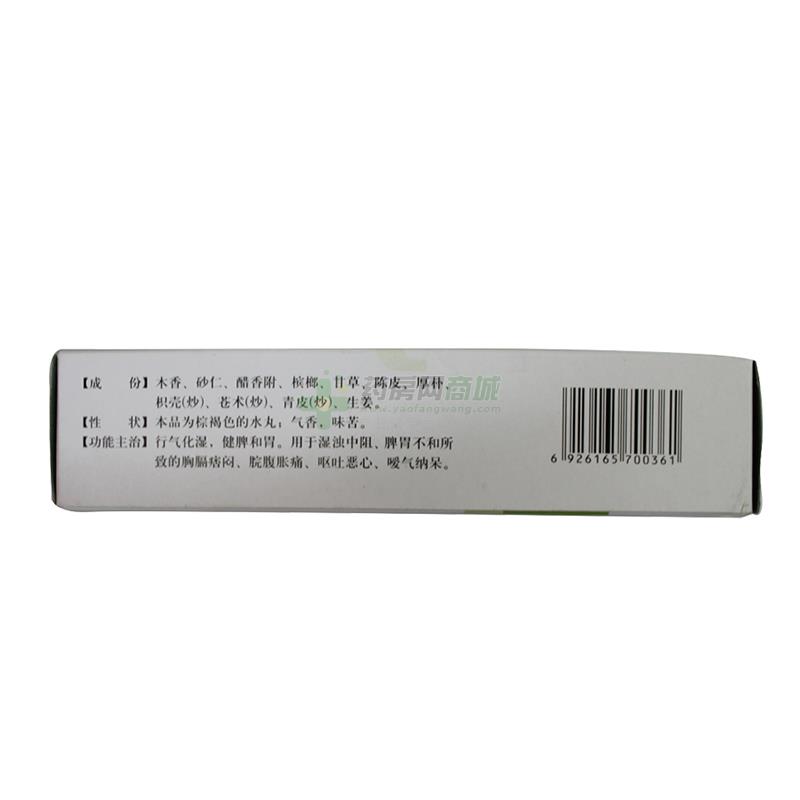 【成 份】木香、砂仁、醋香附、槟榔、甘草、陈皮、厚朴、
枳壳(炒)、苍术(炒)、青皮(炒)、生姜。
【性 状】本品为棕褐色的水丸；气香，味苦。
【功能主治】行气化湿，健脾和胃。用于湿浊中阻、脾胃不和所
致的胸膈痞闷、脘腹胀痛、呕吐恶心、嗳气纳呆。
药房网商城
www.yaofangwang.com
6 926165 700361